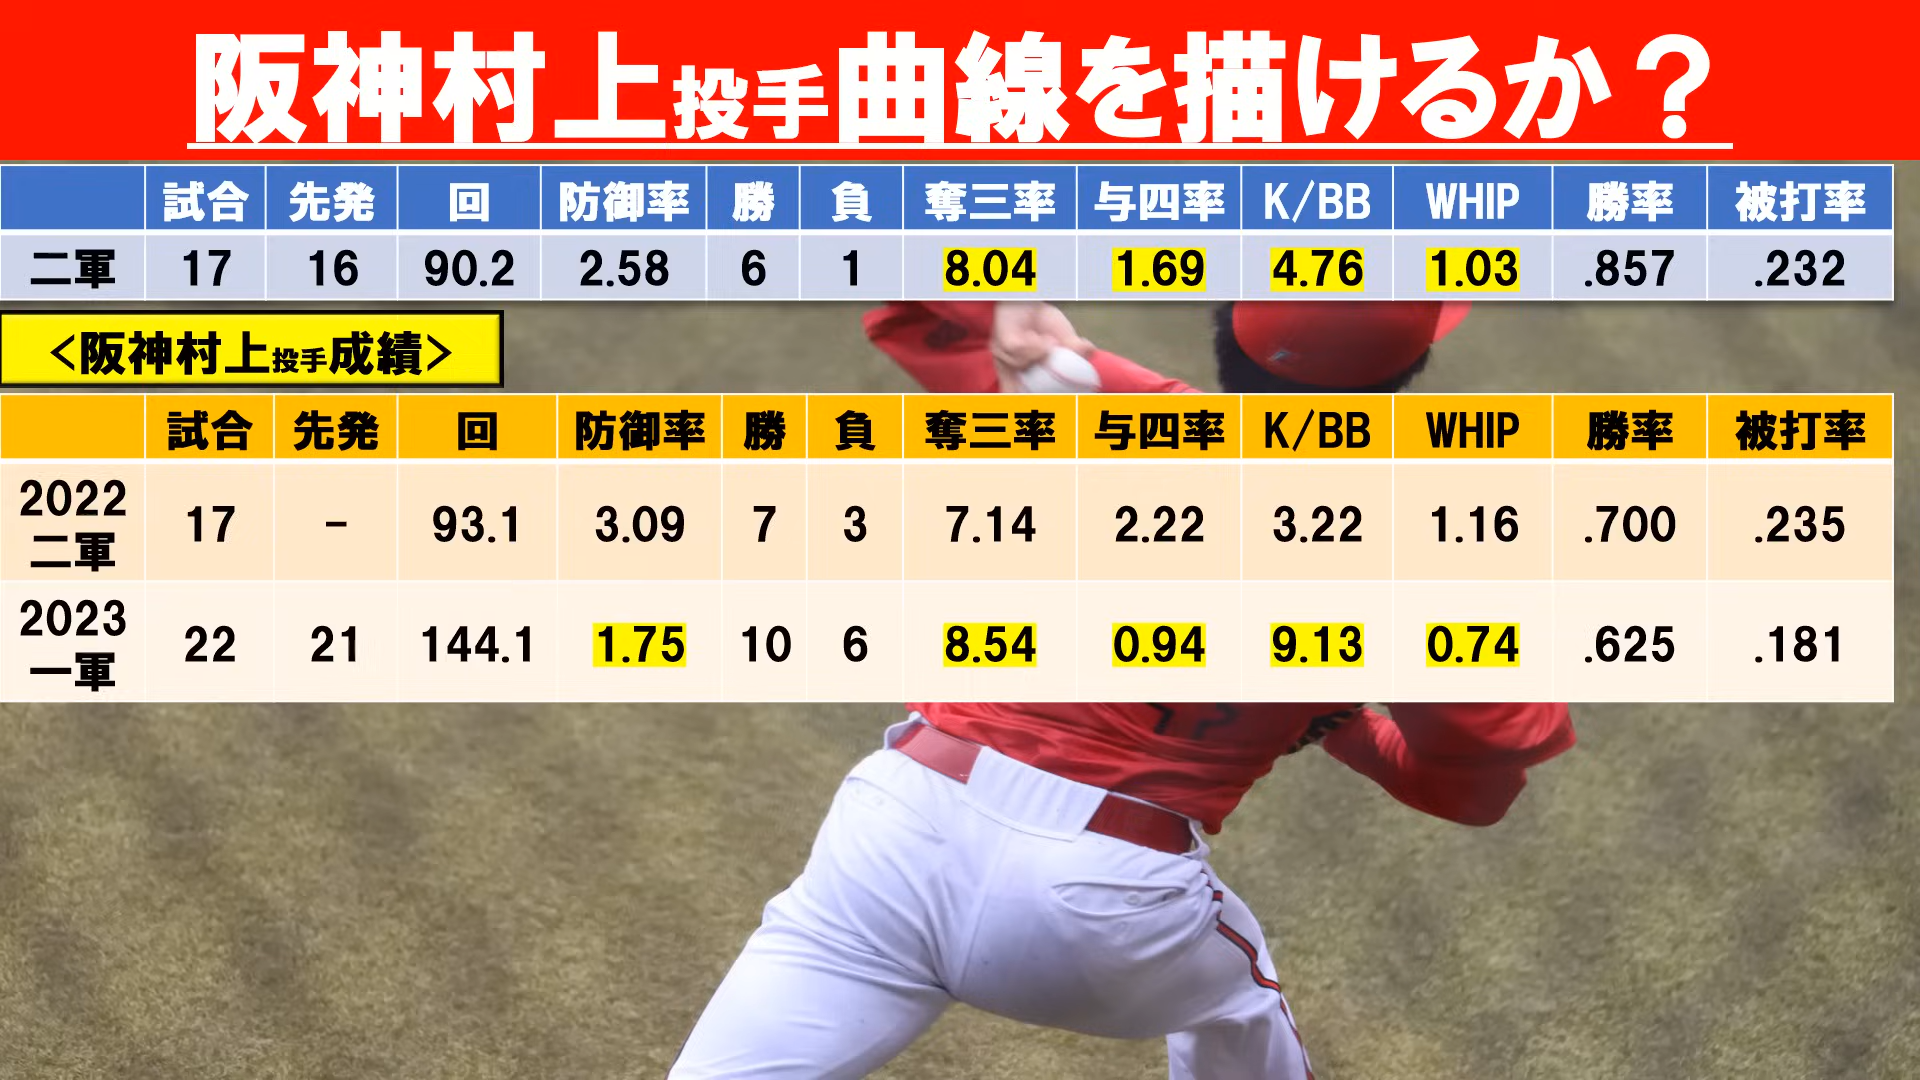 阪神村上投手曲線を描けるか？
試合 先発 回 防御率 勝 負 奪三率 与四率 K/BB WHIP 勝率 被打率
二軍 17 16 90.2 2.58 6 1 8.04 1.69 4.76 1.03 .857 .232
<阪神村上投手成績>
試合 先発 回 防御率 勝 負 奪三率 与四率 K/BB WHIP 勝率 被打率
2022
二軍 17 - 93.1 3.09 7 3 7.14 2.22 3.22 1.16 .700 .235
2023
一軍 22 21 144.1 1.75 10 6 8.54 0.94 9.13 0.74 .625 .181